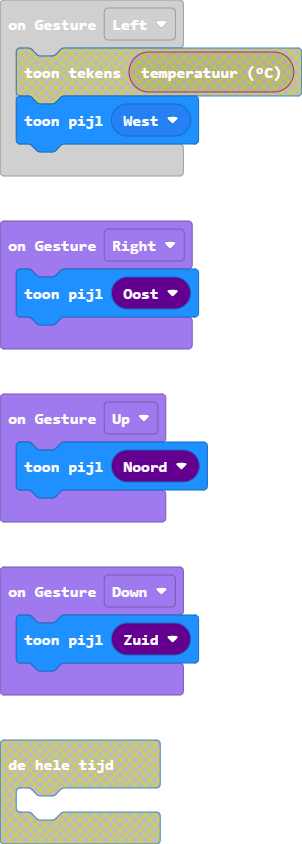 on Gesture Left
toon tekens temperatuur (°C)
toon pijl West
on Gesture Right
toon pijl Oost
on Gesture Up
toon pijl Noord
on Gesture Down
toon pijl Zuid
de hele tijd